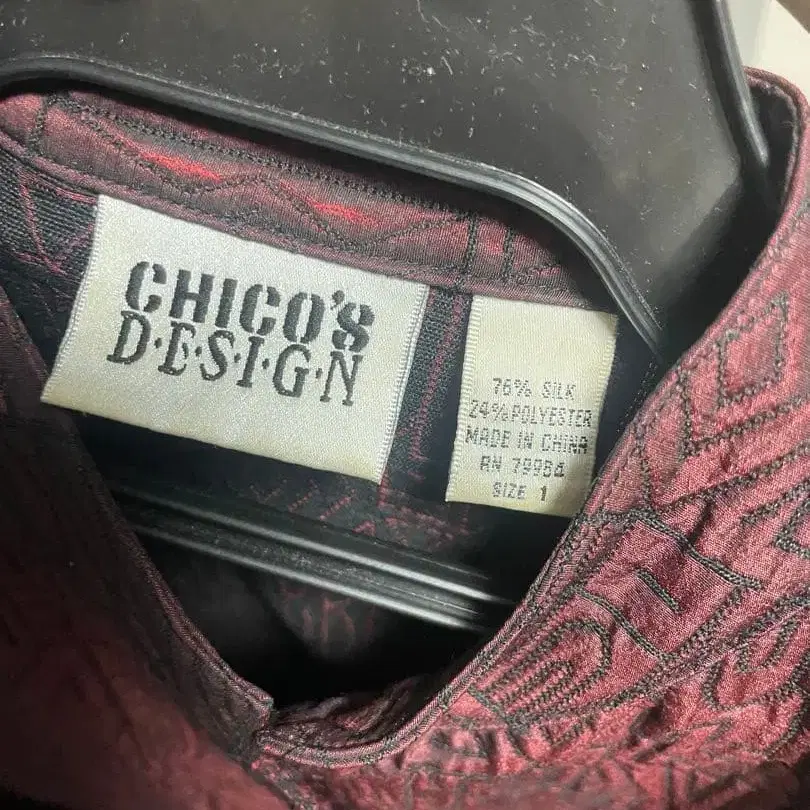 CHICO'S
D·E·S·I·G·N
76% SILK
24% POLYESTER
MADE IN CHINA
RN 79984
SIZE 1